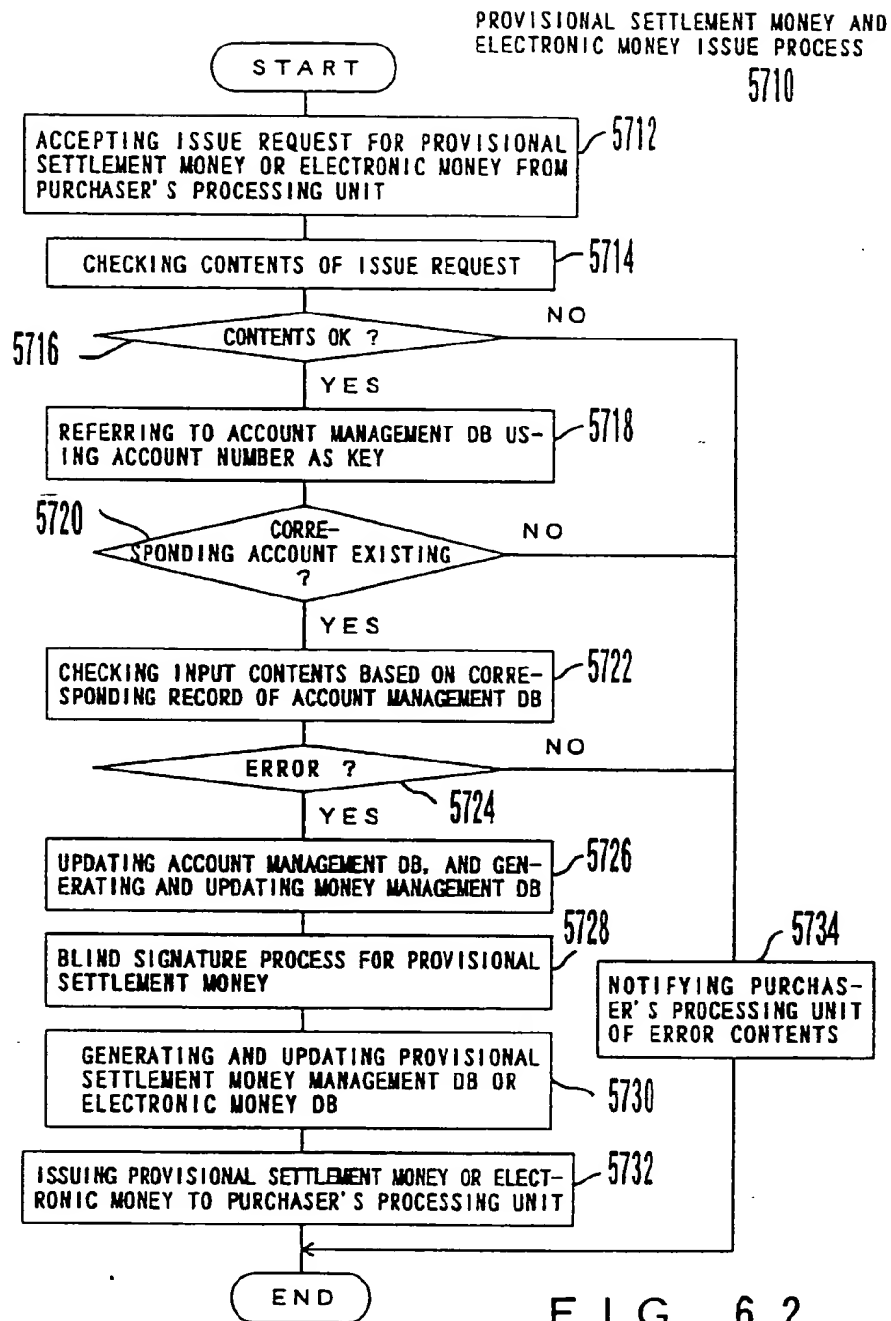 PROVISIONAL SETTLEMENT MONEY AND
ELECTRONIC MONEY ISSUE PROCESS
5710
START
ACCEPTING ISSUE REQUEST FOR PROVISIONAL
SETTLEMENT MONEY OR ELECTRONIC MONEY FROM
PURCHASER'S PROCESSING UNIT
5712
CHECKING CONTENTS OF ISSUE REQUEST
5714
CONTENTS OK ?
NO
5716
YES
REFERRING TO ACCOUNT MANAGEMENT DB US-
ING ACCOUNT NUMBER AS KEY
5718
5720
CORRE-
SPONDING ACCOUNT EXISTING
?
NO
YES
CHECKING INPUT CONTENTS BASED ON CORRE-
SPONDING RECORD OF ACCOUNT MANAGEMENT DB
5722
ERROR ?
NO
5724
YES
UPDATING ACCOUNT MANAGEMENT DB, AND GEN-
ERATING AND UPDATING MONEY MANAGEMENT DB
5726
BLIND SIGNATURE PROCESS FOR PROVISIONAL
SETTLEMENT MONEY
5728
5734
NOTIFYING PURCHAS-
ER'S PROCESSING UNIT
OF ERROR CONTENTS
GENERATING AND UPDATING PROVISIONAL
SETTLEMENT MONEY MANAGEMENT DB OR
ELECTRONIC MONEY DB
5730
ISSUING PROVISIONAL SETTLEMENT MONEY OR ELECT-
RONIC MONEY TO PURCHASER'S PROCESSING UNIT
5732
END
FIG. 62